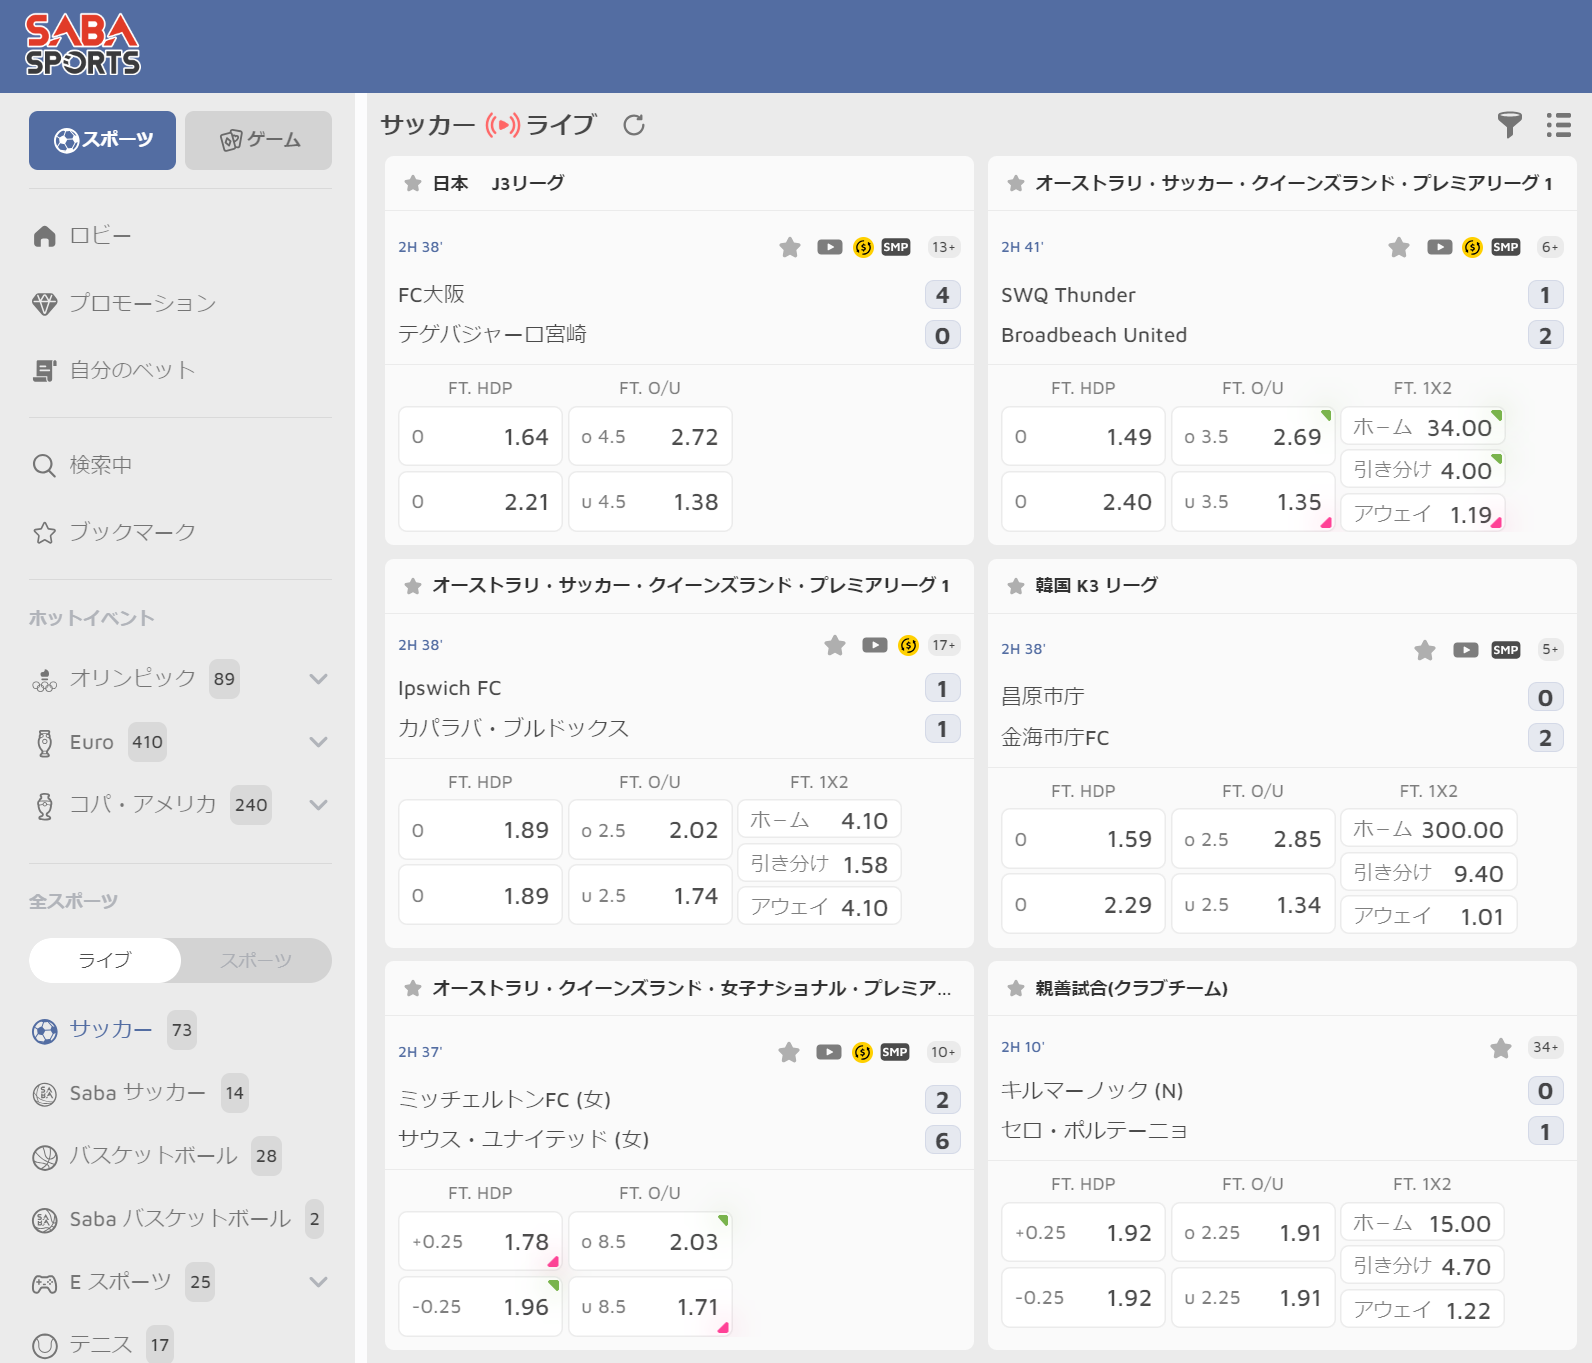 SABA
SPORTS
スポーツ
ゲーム
ロビー
プロモーション
自分のベット
検索中
ブックマーク
ホットイベント
オリンピック 89
Euro 410
コパ・アメリカ 240
全スポーツ
ライブ スポーツ
サッカー 73
Saba サッカー 14
バスケットボール 28
Saba バスケットボール 2
E スポーツ 25
テニス 17
サッカー ライブ
日本 J3リーグ
2H 38' SMP 13+
FC大阪 4
テゲバジャーロ宮崎 0
FT. HDP FT. O/U
0 1.64 o 4.5 2.72
0 2.21 u 4.5 1.38
オーストラリ・サッカー・クイーンズランド・プレミアリーグ 1
2H 41' SMP 6+
SWQ Thunder 1
Broadbeach United 2
FT. HDP FT. O/U FT. 1X2
0 1.49 o 3.5 2.69 ホーム 34.00
引き分け 4.00
0 2.40 u 3.5 1.35 アウェイ 1.19
オーストラリ・サッカー・クイーンズランド・プレミアリーグ 1
2H 38' 17+
Ipswich FC 1
カパラバ・ブルドックス 1
FT. HDP FT. O/U FT. 1X2
0 1.89 o 2.5 2.02 ホーム 4.10
引き分け 1.58
0 1.89 u 2.5 1.74 アウェイ 4.10
韓国 K3 リーグ
2H 38' SMP 5+
昌原市庁 0
金海市庁FC 2
FT. HDP FT. O/U FT. 1X2
0 1.59 o 2.5 2.85 ホーム 300.00
引き分け 9.40
0 2.29 u 2.5 1.34 アウェイ 1.01
オーストラリ・クイーンズランド・女子ナショナル・プレミア...
2H 37' SMP 10+
ミッチェルトンFC (女) 2
サウス・ユナイテッド (女) 6
FT. HDP FT. O/U
+0.25 1.78 o 8.5 2.03
-0.25 1.96 u 8.5 1.71
親善試合(クラブチーム)
2H 10' 34+
キルマーノック (N) 0
セロ・ポルテーニョ 1
FT. HDP FT. O/U FT. 1X2
+0.25 1.92 o 2.25 1.91 ホーム 15.00
引き分け 4.70
-0.25 1.92 u 2.25 1.91 アウェイ 1.22